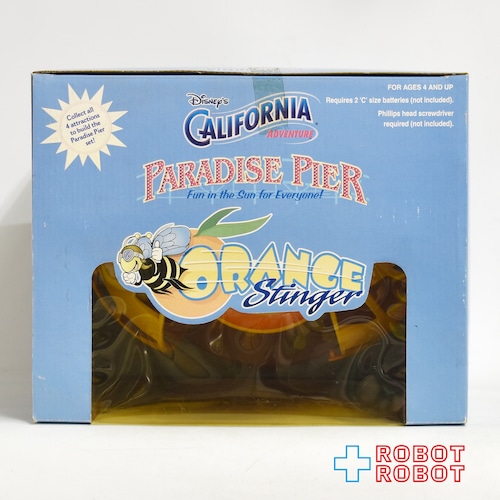 Collect all
4 attractions
to build the
Paradise Pier
set!
Disney's
CALIFORNIA
ADVENTURE
FOR AGES 4 AND UP
Requires 2 'C' size batteries (not included).
Phillips head screwdriver
required (not included).
PARADISE PIER
Fun in the Sun for Everyone!
ORANGE
Stinger
ROBOT
ROBOT